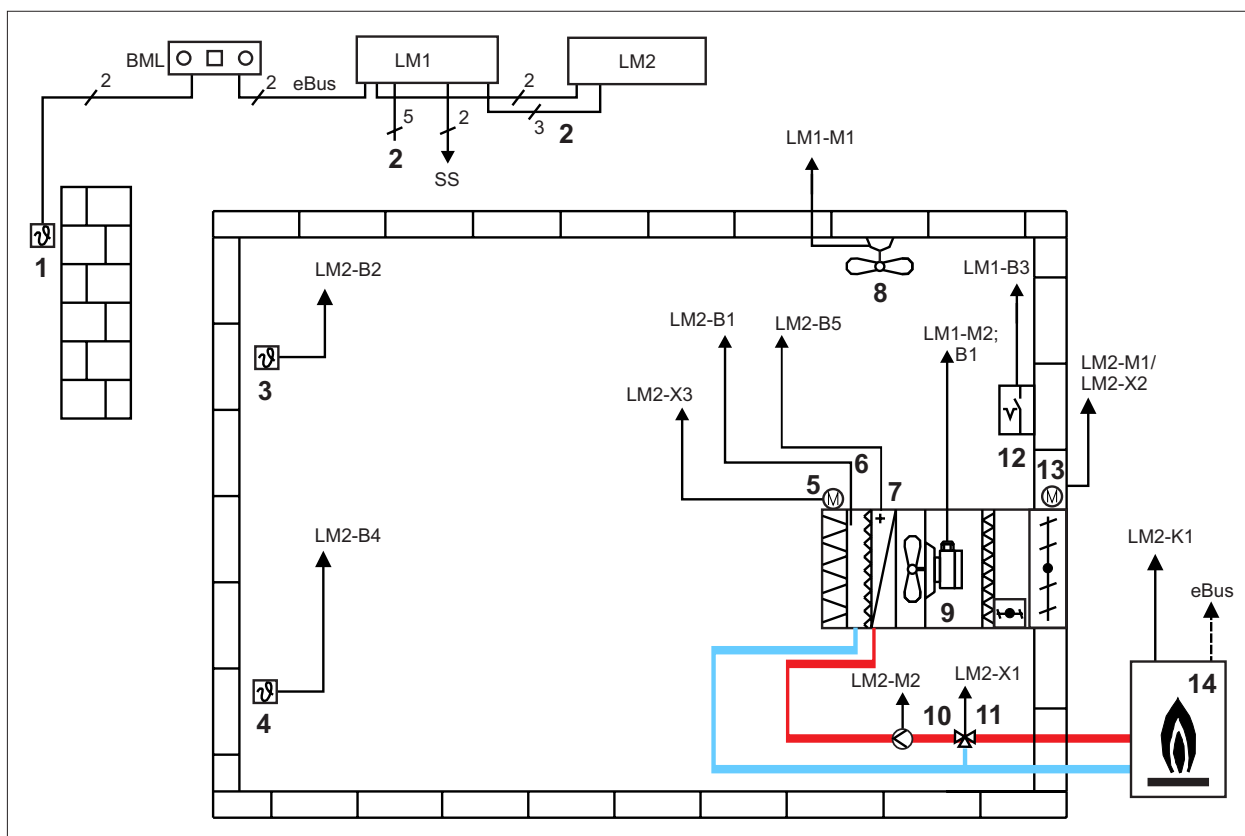 BML
2
2
eBus
LM1
LM2
2
3
2
5
2
2
SS
1
LM1-M1
8
LM2-B2
3
LM2-B1
LM2-B5
LM1-M2;
B1
LM1-B3
LM2-M1/
LM2-X2
LM2-X3
12
13
5
M
6
7
+
M
9
LM2-B4
4
LM2-K1
eBus
14
LM2-M2
10
LM2-X1
11